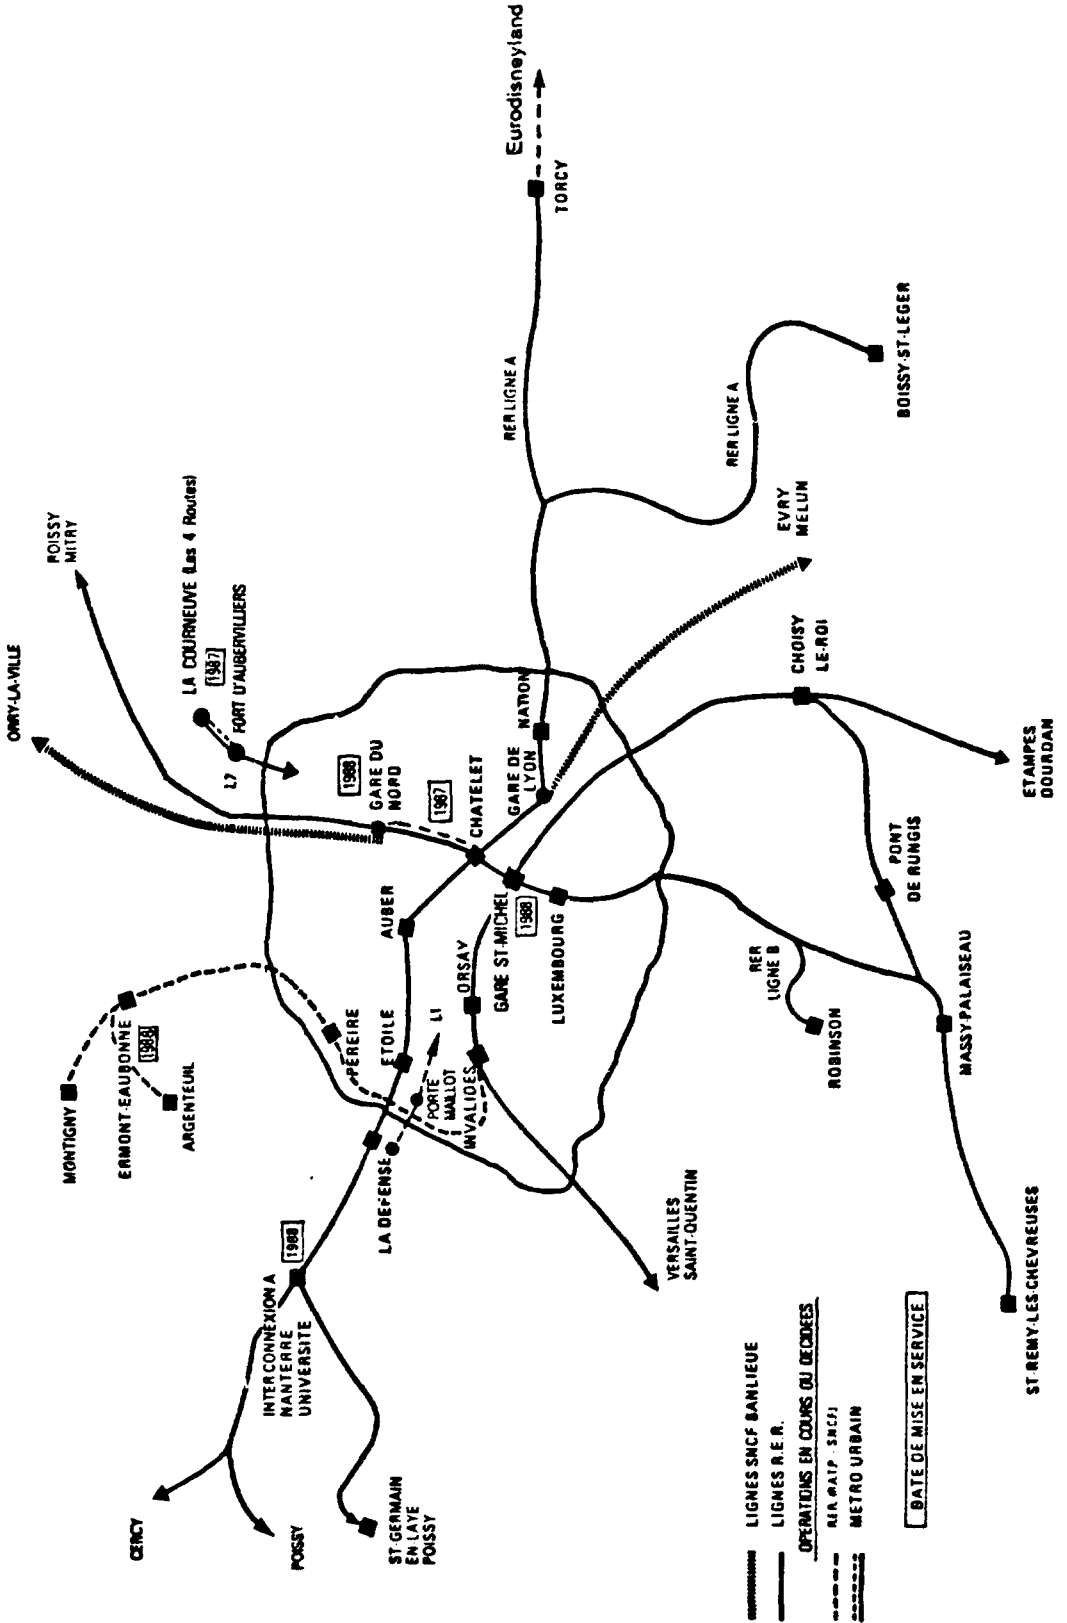 ORRY-LA-VILLE
ROISSY
MITRY
LA COURNEUVE (Las 4 Routes)
1987
FORT D'AUBERVILLIERS
L7
MONTIGNY
ERMONT-EAUBONNE
1988
ARGENTEUIL
CERCY
POISSY
ST-GERMAIN
EN LAYE
POISSY
INTERCONNEXION A
NANTERRE
UNIVERSITE
1988
LA DEFENSE
PEREIRE
ETOILE
PORTE
MAILLOT
L1
INVALIDES
ORSAY
AUBER
1988
GARE DU
NORD
1987
CHATELET
GARE ST-MICHEL
1988
LUXEMBOURG
GARE DE
LYON
NATION
RER LIGNE A
TORCY
Eurodisneyland
RER LIGNE A
BOISSY-ST-LEGER
EVRY
MELUN
CHOISY
LE-ROI
ETAMPES
DOURDAN
PONT
DE RUNGIS
RER
LIGNE B
ROBINSON
MASSY-PALAISEAU
ST-REMY-LES-CHEVREUSES
VERSAILLES
SAINT-QUENTIN
LIGNES SNCF BANLIEUE
LIGNES R.E.R.
OPERATIONS EN COURS OU DECIDEES
RER (RATP - SNCF)
METRO URBAIN
DATE DE MISE EN SERVICE